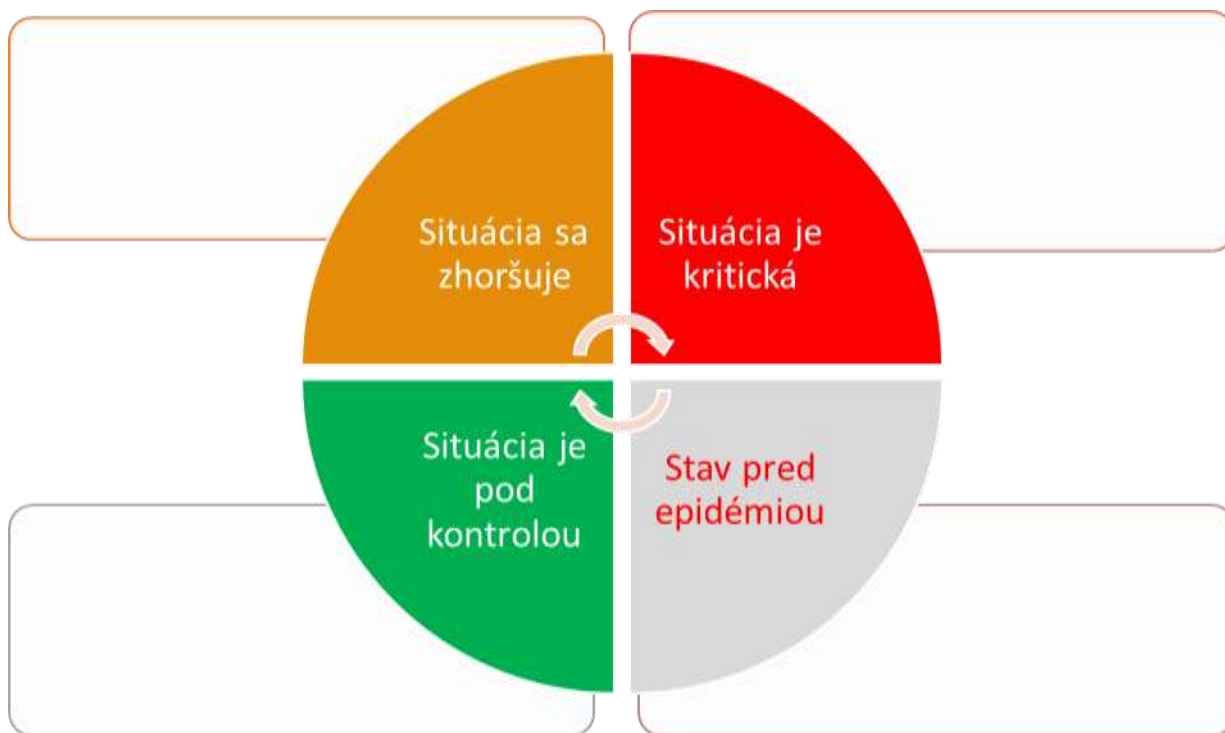 Situácia sa
zhoršuje
Situácia je
kritická
Situácia je
pod
kontrolou
Stav pred
epidémiou